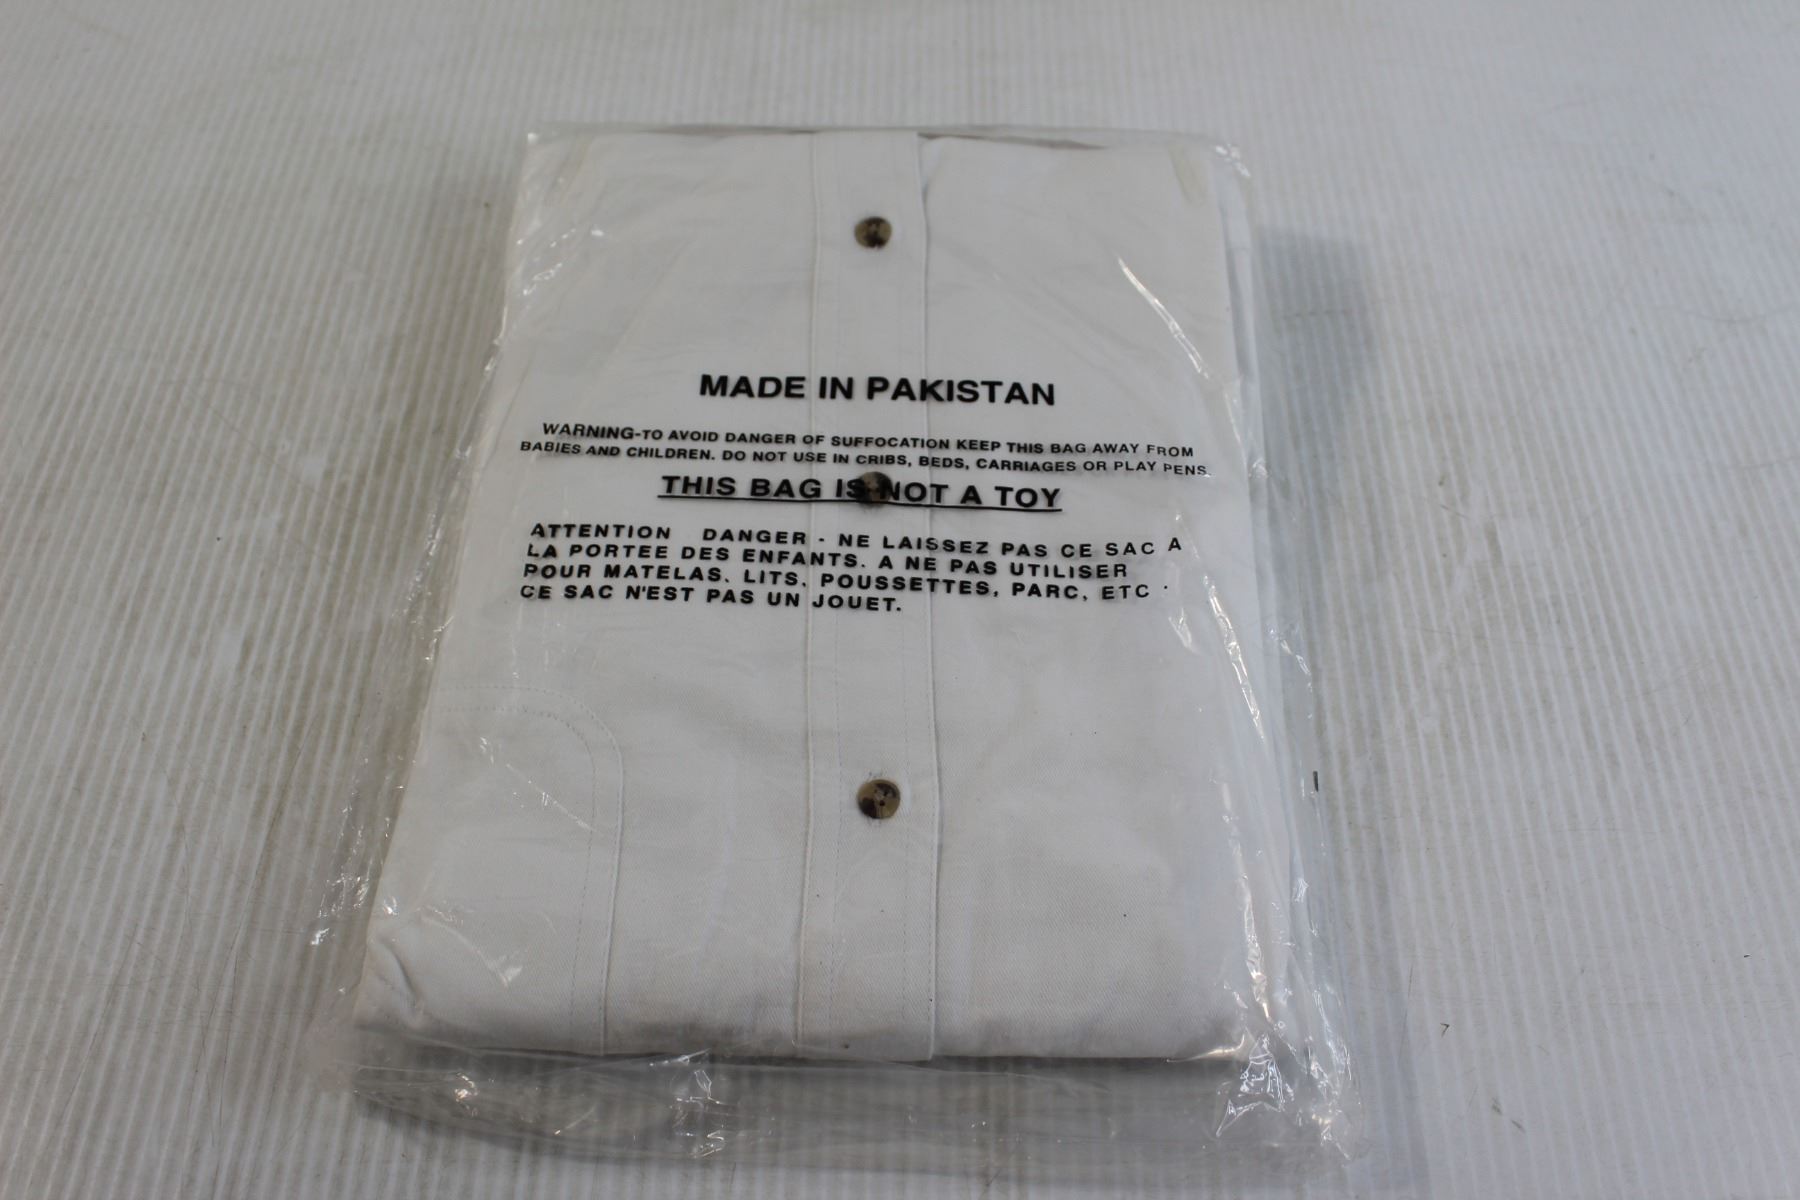 MADE IN PAKISTAN
WARNING-TO AVOID DANGER OF SUFFOCATION KEEP THIS BAG AWAY FROM
BABIES AND CHILDREN. DO NOT USE IN CRIBS, BEDS, CARRIAGES OR PLAY PENS.
THIS BAG IS NOT A TOY
ATTENTION DANGER - NE LAISSEZ PAS CE SAC A
LA PORTEE DES ENFANTS. A NE PAS UTILISER
POUR MATELAS. LITS. POUSSETTES, PARC, ETC .
CE SAC N'EST PAS UN JOUET.